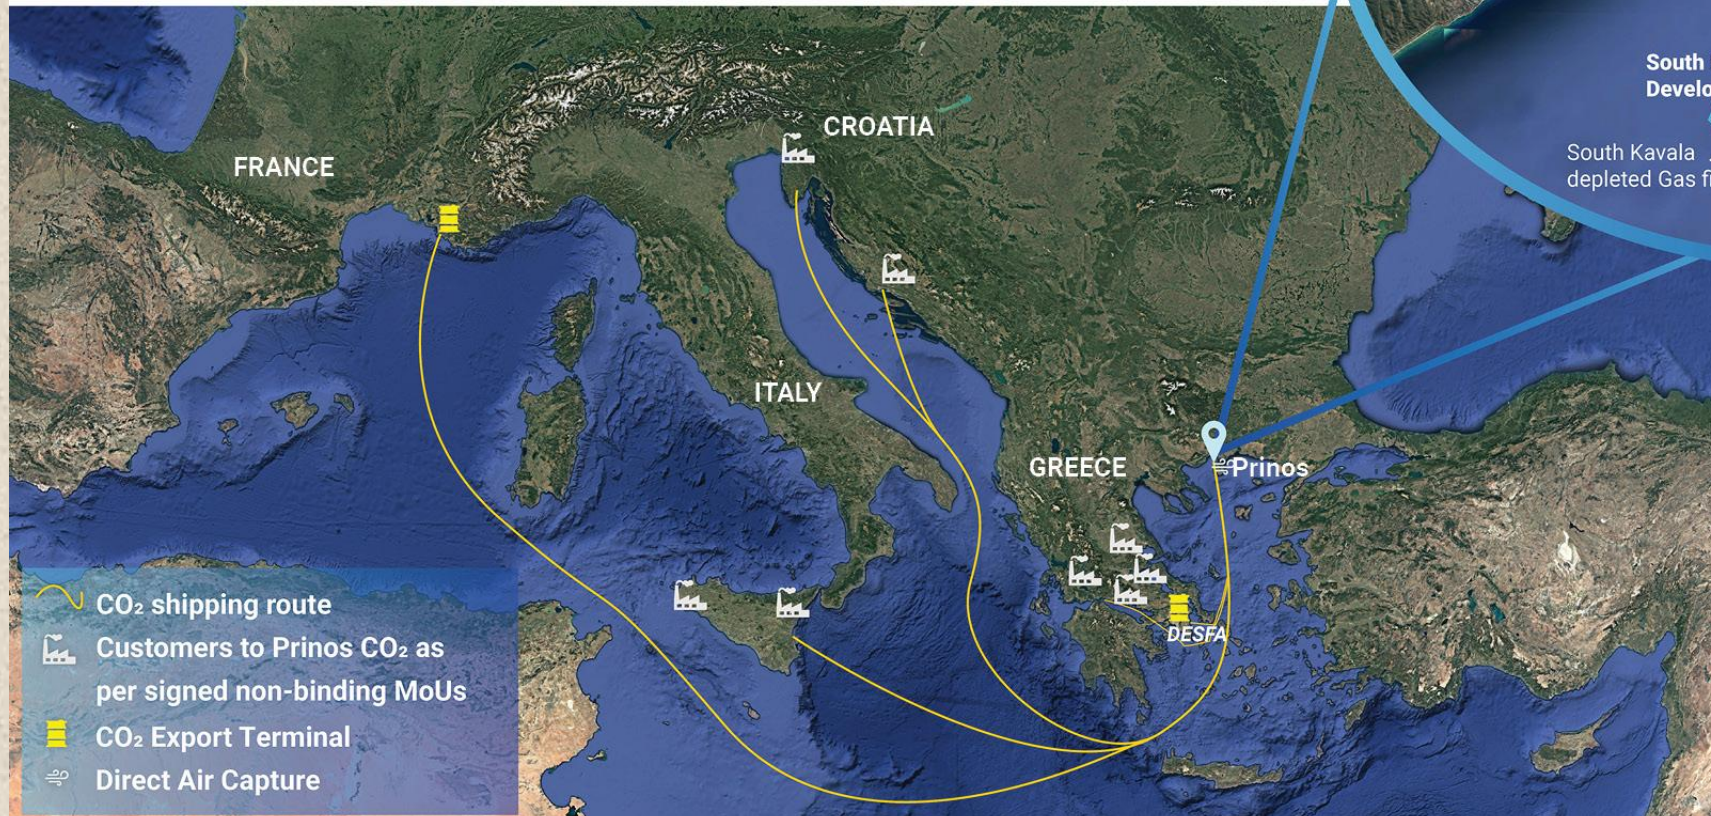 South
Develo
South Kavala
depleted Gas fi
CROATIA
FRANCE
ITALY
GREECE
Prinos
DESFA
CO₂ shipping route
Customers to Prinos CO₂ as
per signed non-binding MoUs
CO₂ Export Terminal
Direct Air Capture